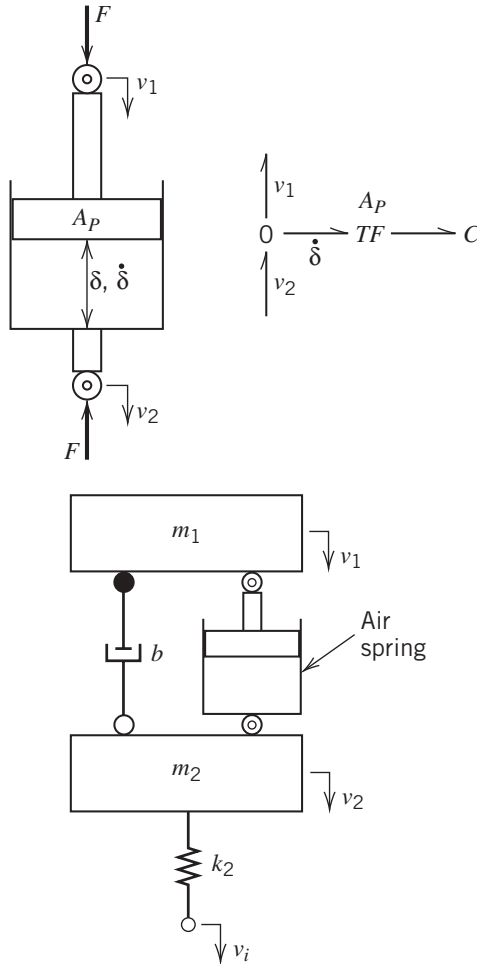 F
v1
AP
δ, δ̇
v2
F
v1
AP
0 TF C
δ̇
v2
m1
v1
Air
spring
b
m2
v2
k2
vi